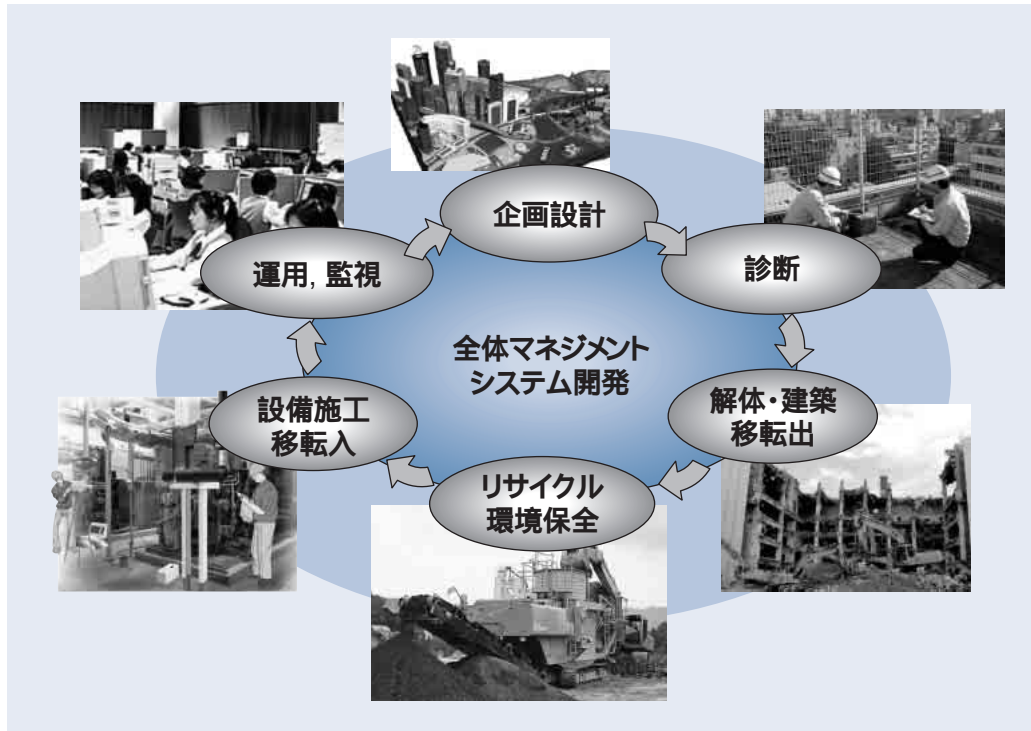 企画設計
診断
解体・建築
移転出
リサイクル
環境保全
設備施工
移転入
運用, 監視
全体マネジメント
システム開発